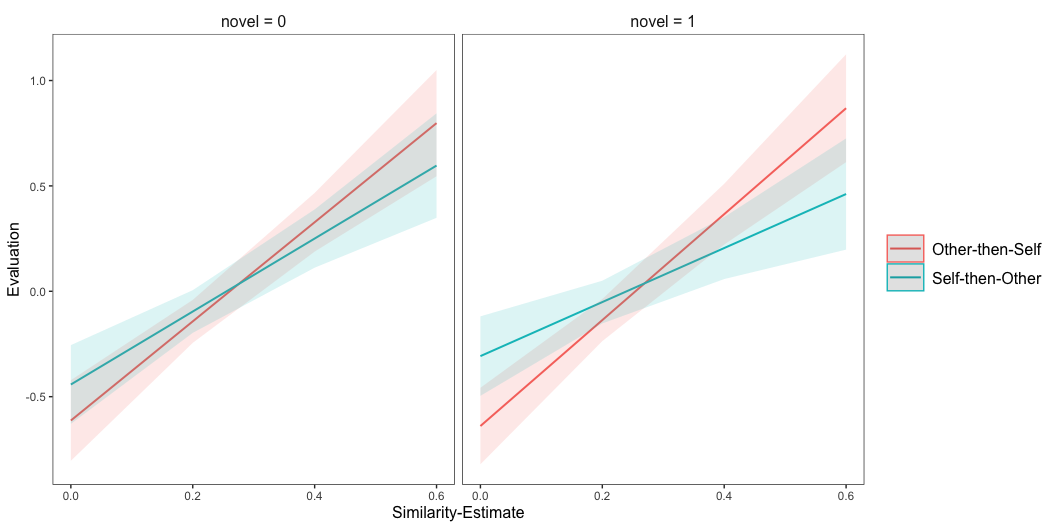 novel = 0
novel = 1
Evaluation
1.0
0.5
0.0
-0.5
0.0
0.2
0.4
0.6
0.0
0.2
0.4
0.6
Similarity-Estimate
Other-then-Self
Self-then-Other